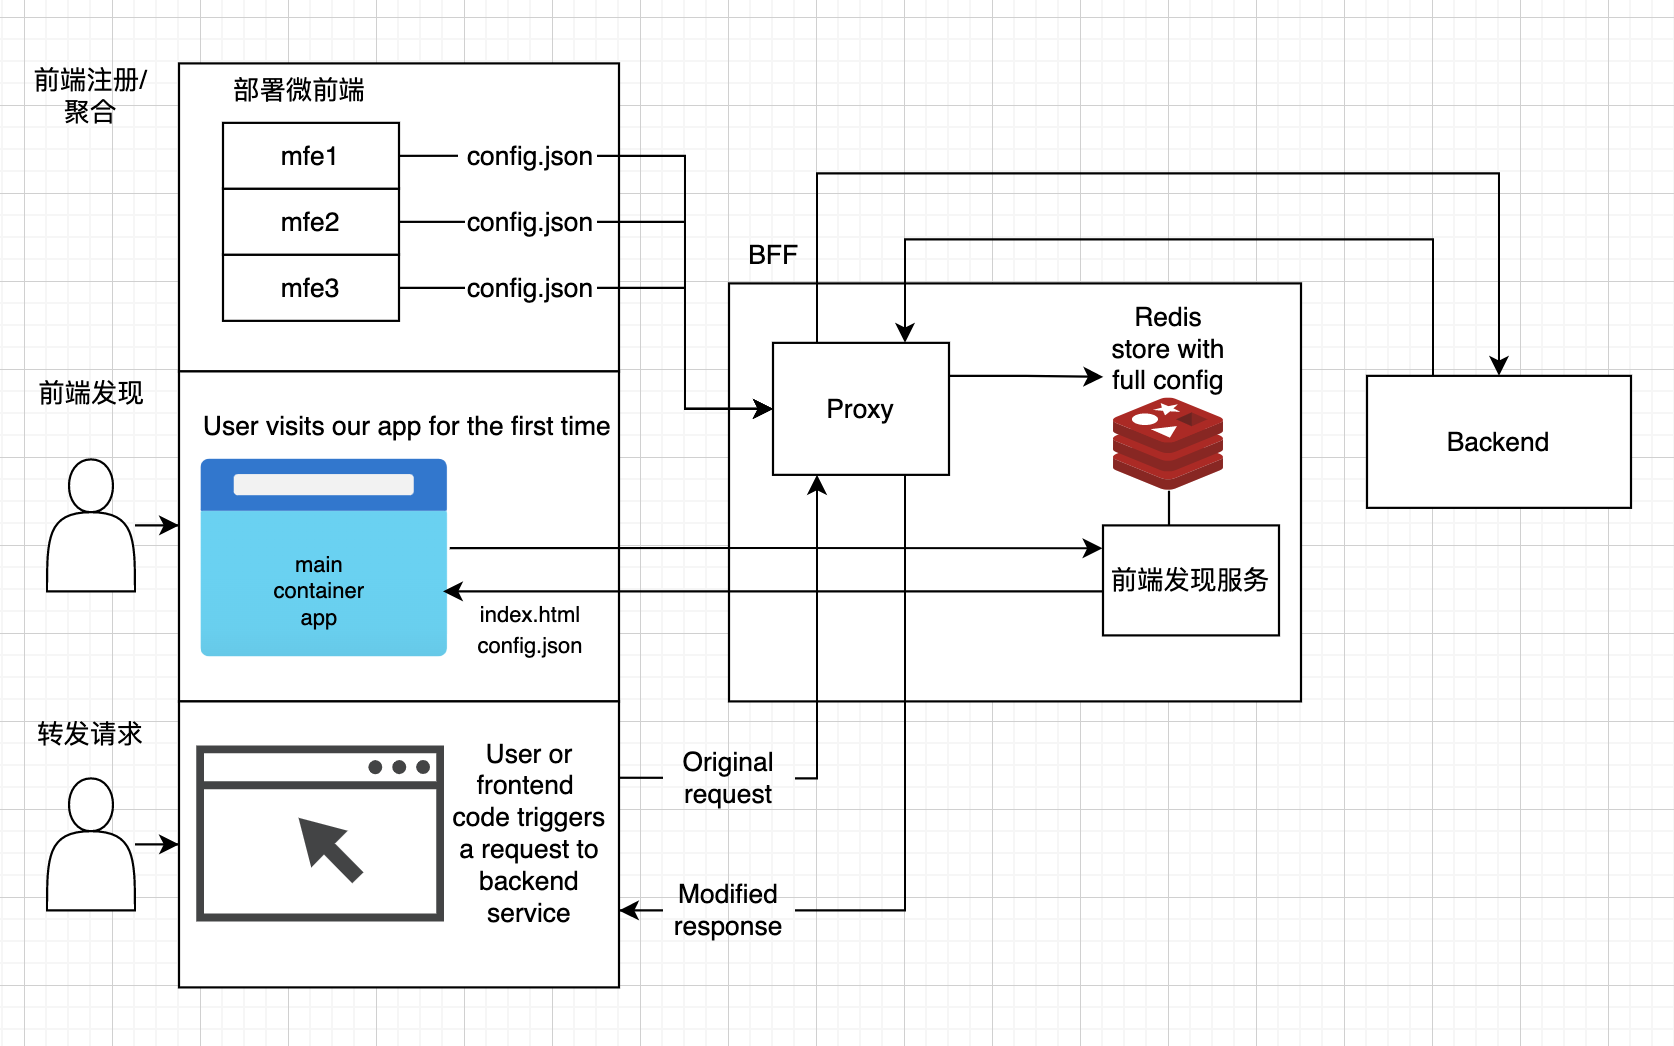 前端注册/
聚合
部署微前端
mfe1
config.json
mfe2
config.json
mfe3
config.json
BFF
Proxy
Redis
store with
full config
Backend
前端发现
User visits our app for the first time
main
container
app
index.html
config.json
前端发现服务
转发请求
User or
frontend
code triggers
a request to
backend
service
Original
request
Modified
response